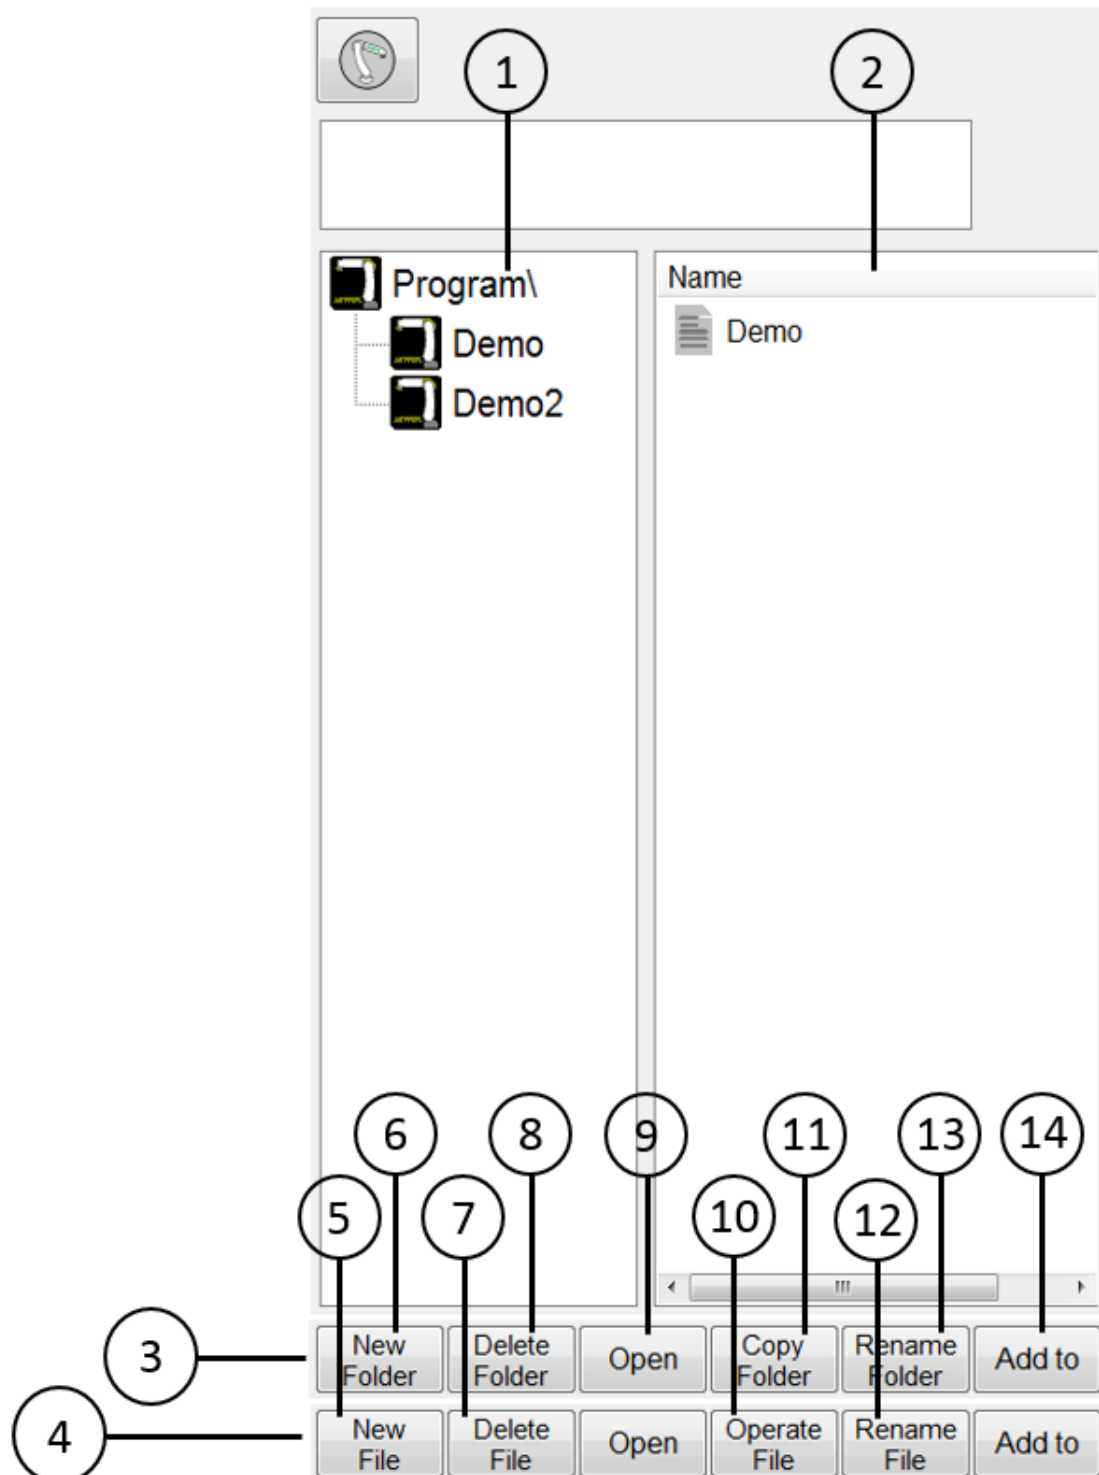 1
2
Program\
Demo
Demo2
Name
Demo
6
8
9
11
13
14
5
7
10
12
3
New
Folder
Delete
Folder
Open
Copy
Folder
Rename
Folder
Add to
4
New
File
Delete
File
Open
Operate
File
Rename
File
Add to